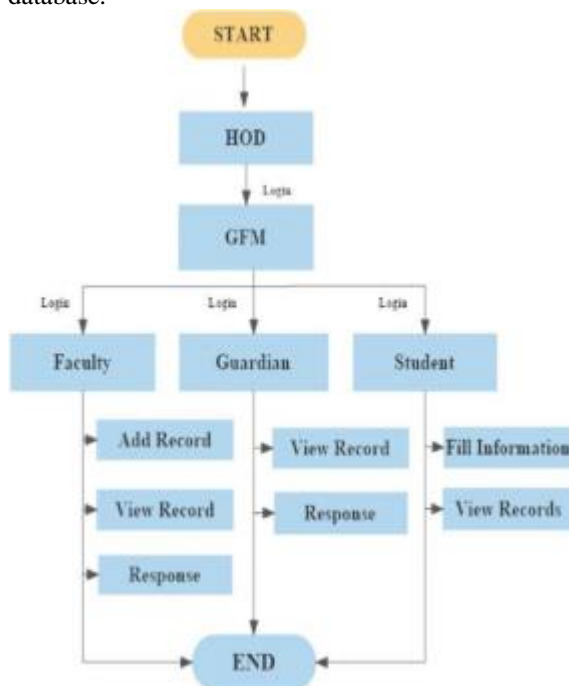 database.
START
HOD
Login
GFM
Login
Login
Login
Faculty
Guardian
Student
Add Record
View Record
Fill Information
View Record
Response
View Records
Response
END